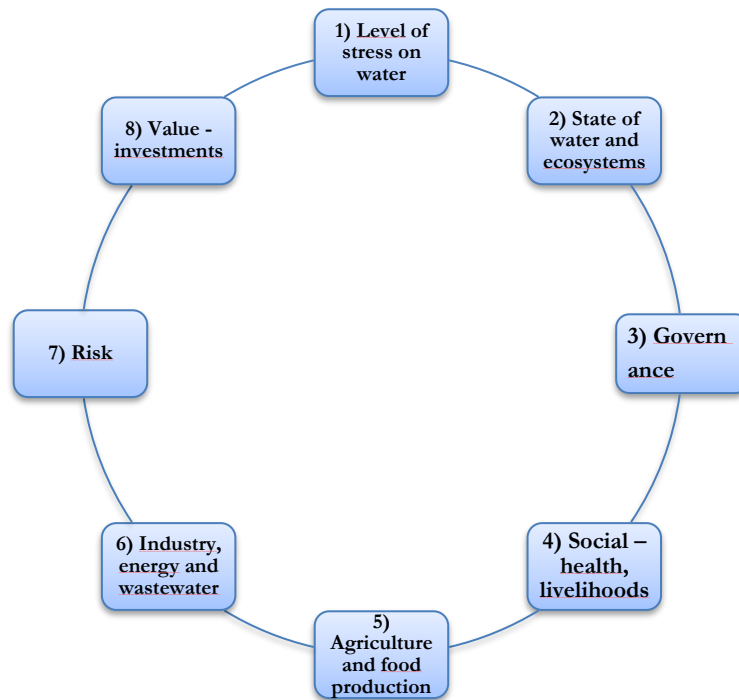 1) Level of
stress on
water
2) State of
water and
ecosystems
3) Govern
ance
4) Social –
health,
livelihoods
5)
Agriculture
and food
production
6) Industry,
energy and
wastewater
7) Risk
8) Value -
investments